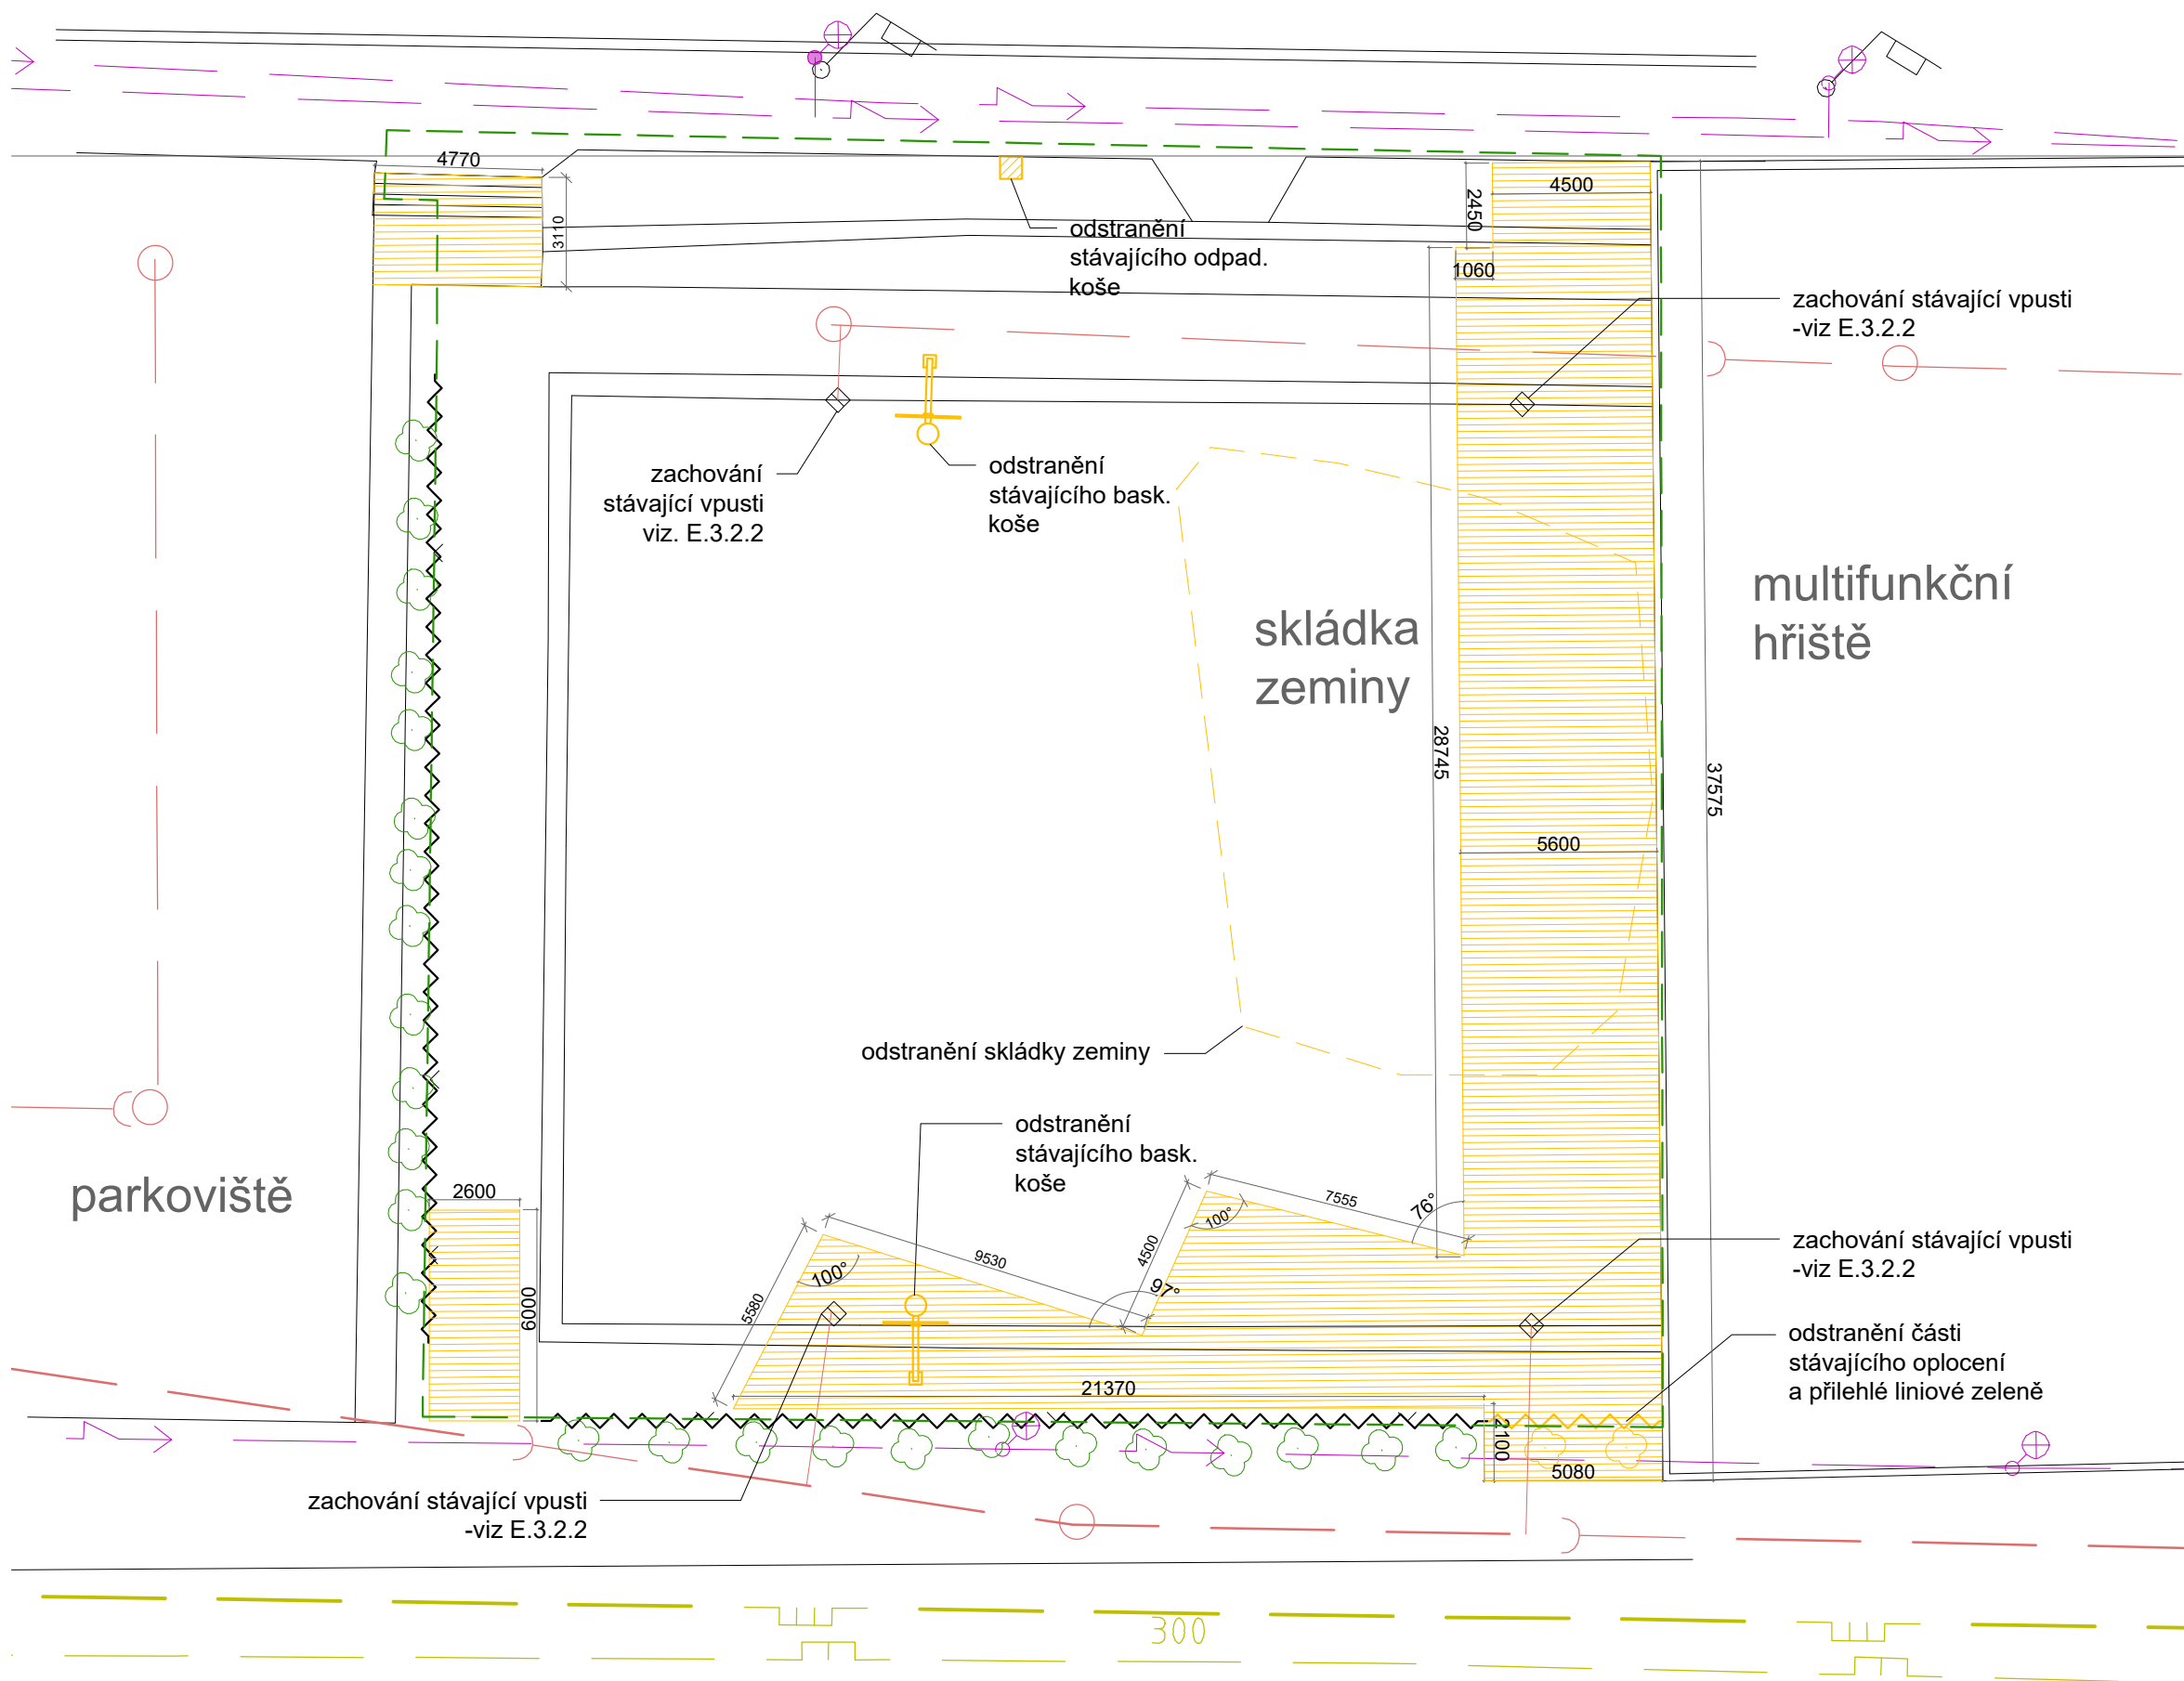 4770
3110
odstranění
stávajícího odpad.
koše
2450
4500
1060
zachování stávající vpusti
-viz E.3.2.2
zachování
stávající vpusti
viz. E.3.2.2
odstranění
stávajícího bask.
koše
skládka
zeminy
multifunkční
hřiště
28745
37575
5600
odstranění skládky zeminy
odstranění
stávajícího bask.
koše
parkoviště
2600
6000
7555
76°
100°
4500
9530
97°
100°
5580
zachování stávající vpusti
-viz E.3.2.2
odstranění části
stávajícího oplocení
a přilehlé liniové zeleně
21370
2100
5080
zachování stávající vpusti
-viz E.3.2.2
300